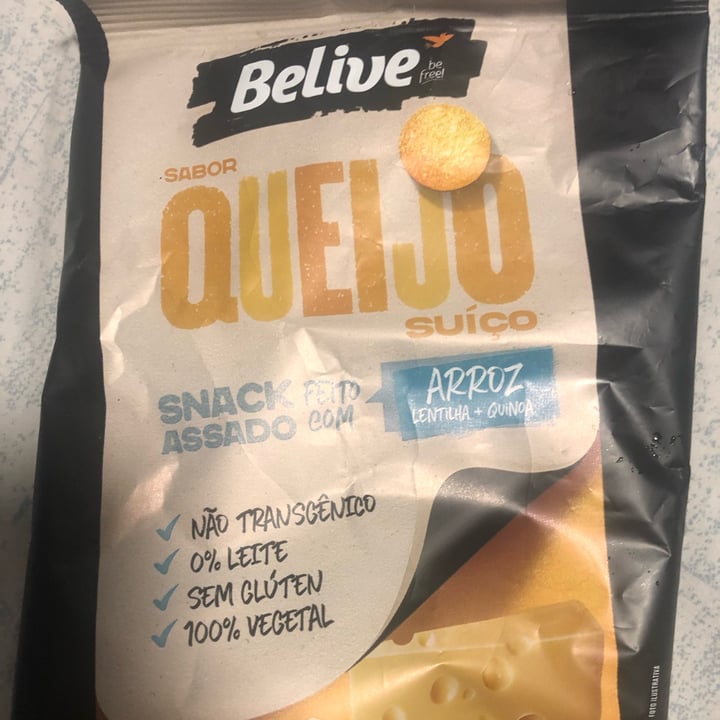 Belive
be
free!
SABOR
QUEIJO
SUÍÇO
SNACK
ASSADO
FEITO
COM
ARROZ
LENTILHA + QUINOA
NÃO TRANSGÊNICO
0% LEITE
SEM GLÚTEN
100% VEGETAL
FOTO ILUSTRATIVA